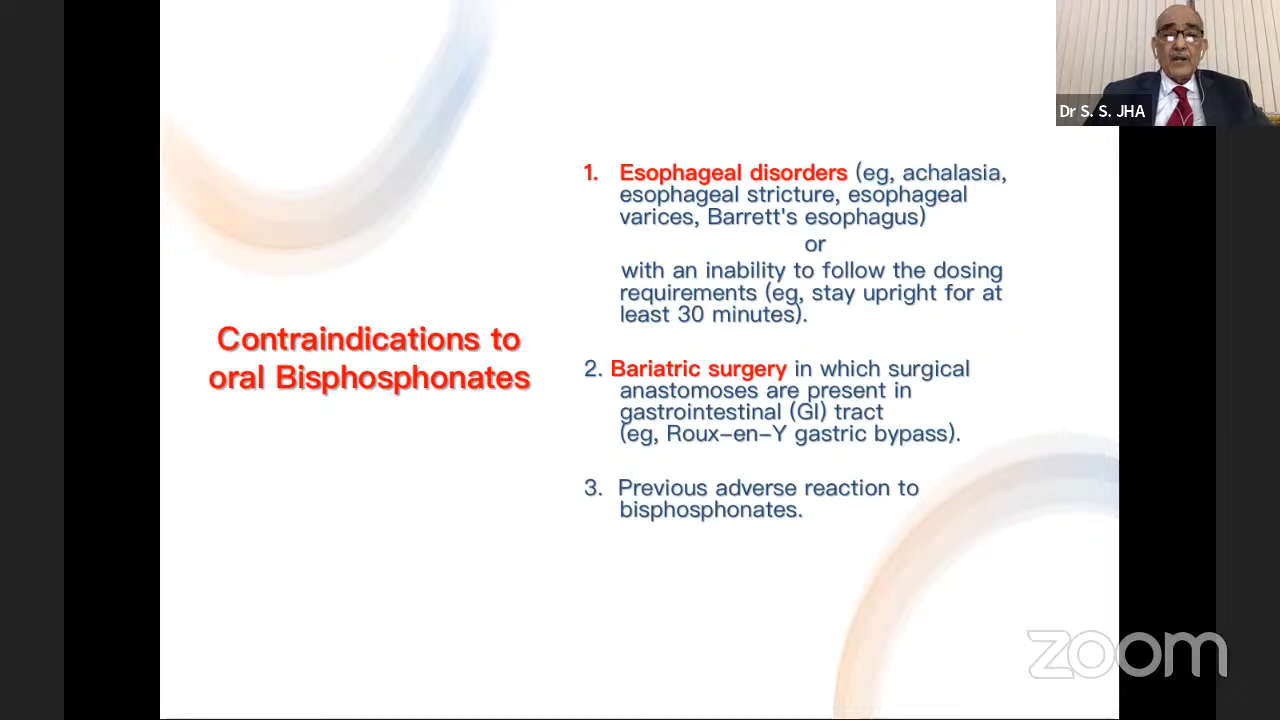 Dr S. S. JHA
Contraindications to
oral Bisphosphonates
1. Esophageal disorders (eg, achalasia,
esophageal stricture, esophageal
varices, Barrett's esophagus)
or
with an inability to follow the dosing
requirements (eg, stay upright for at
least 30 minutes).
2. Bariatric surgery in which surgical
anastomoses are present in
gastrointestinal (GI) tract
(eg, Roux-en-Y gastric bypass).
3. Previous adverse reaction to
bisphosphonates.
zoom